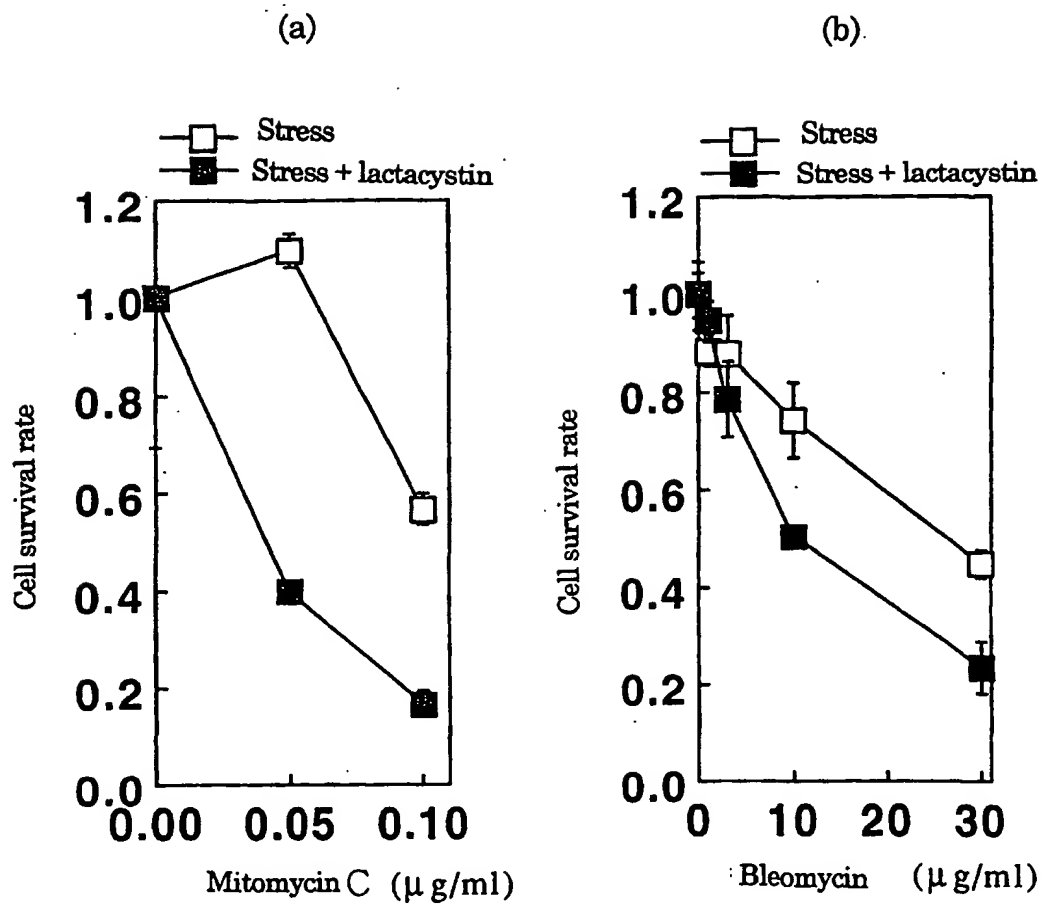 (a)
Stress
Stress + lactacystin
1.2
1.0
0.8
0.6
0.4
0.2
0.0
0.00 0.05 0.10
Cell survival rate
Mitomycin C (μ g/ml)
(b)
Stress
Stress + lactacystin
1.2
1.0
0.8
0.6
0.4
0.2
0.0
0 10 20 30
Cell survival rate
Bleomycin (μ g/ml)